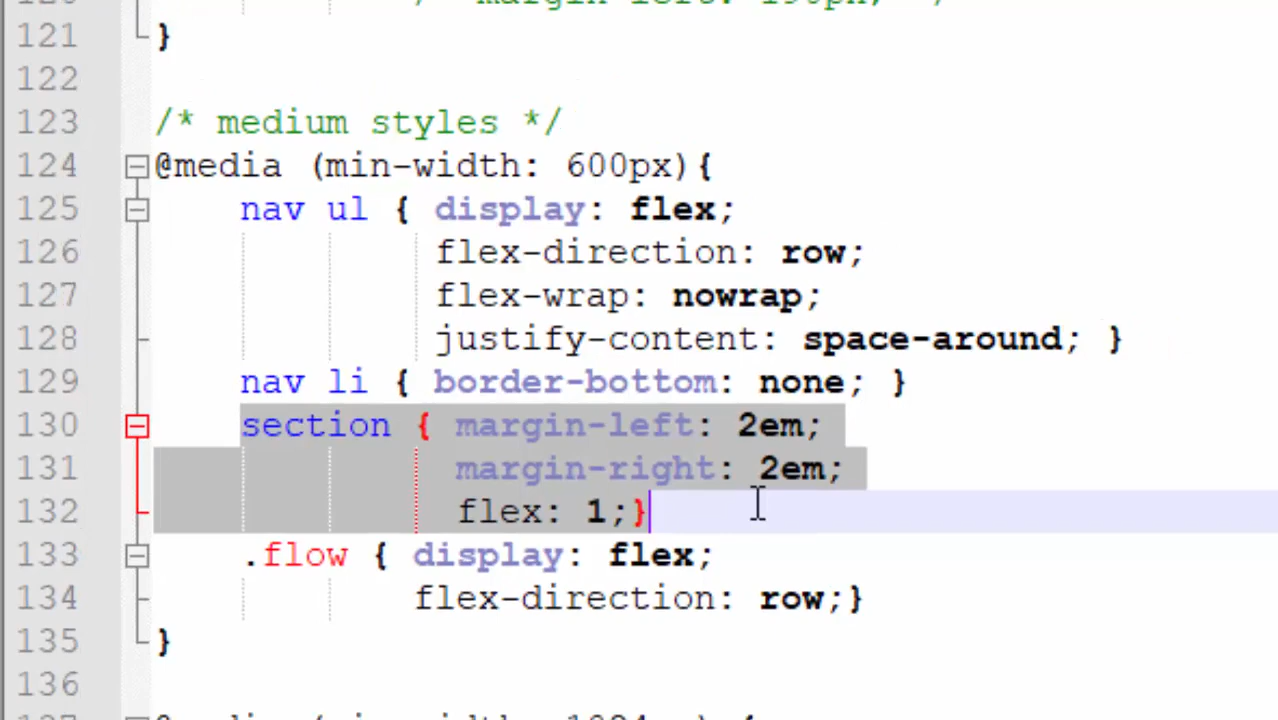 121 }
122
123 /* medium styles */
124 @media (min-width: 600px){
125 nav ul { display: flex;
126 flex-direction: row;
127 flex-wrap: nowrap;
128 justify-content: space-around; }
129 nav li { border-bottom: none; }
130 section { margin-left: 2em;
131 margin-right: 2em;
132 flex: 1;}
133 .flow { display: flex;
134 flex-direction: row;}
135 }
136